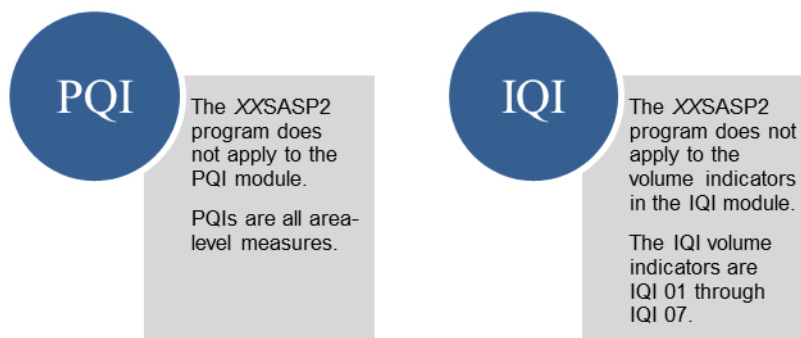 PQI
The XXSASP2
program does
not apply to the
PQI module.
PQIs are all area-
level measures.
IQI
The XXSASP2
program does not
apply to the
volume indicators
in the IQI module.
The IQI volume
indicators are
IQI 01 through
IQI 07.